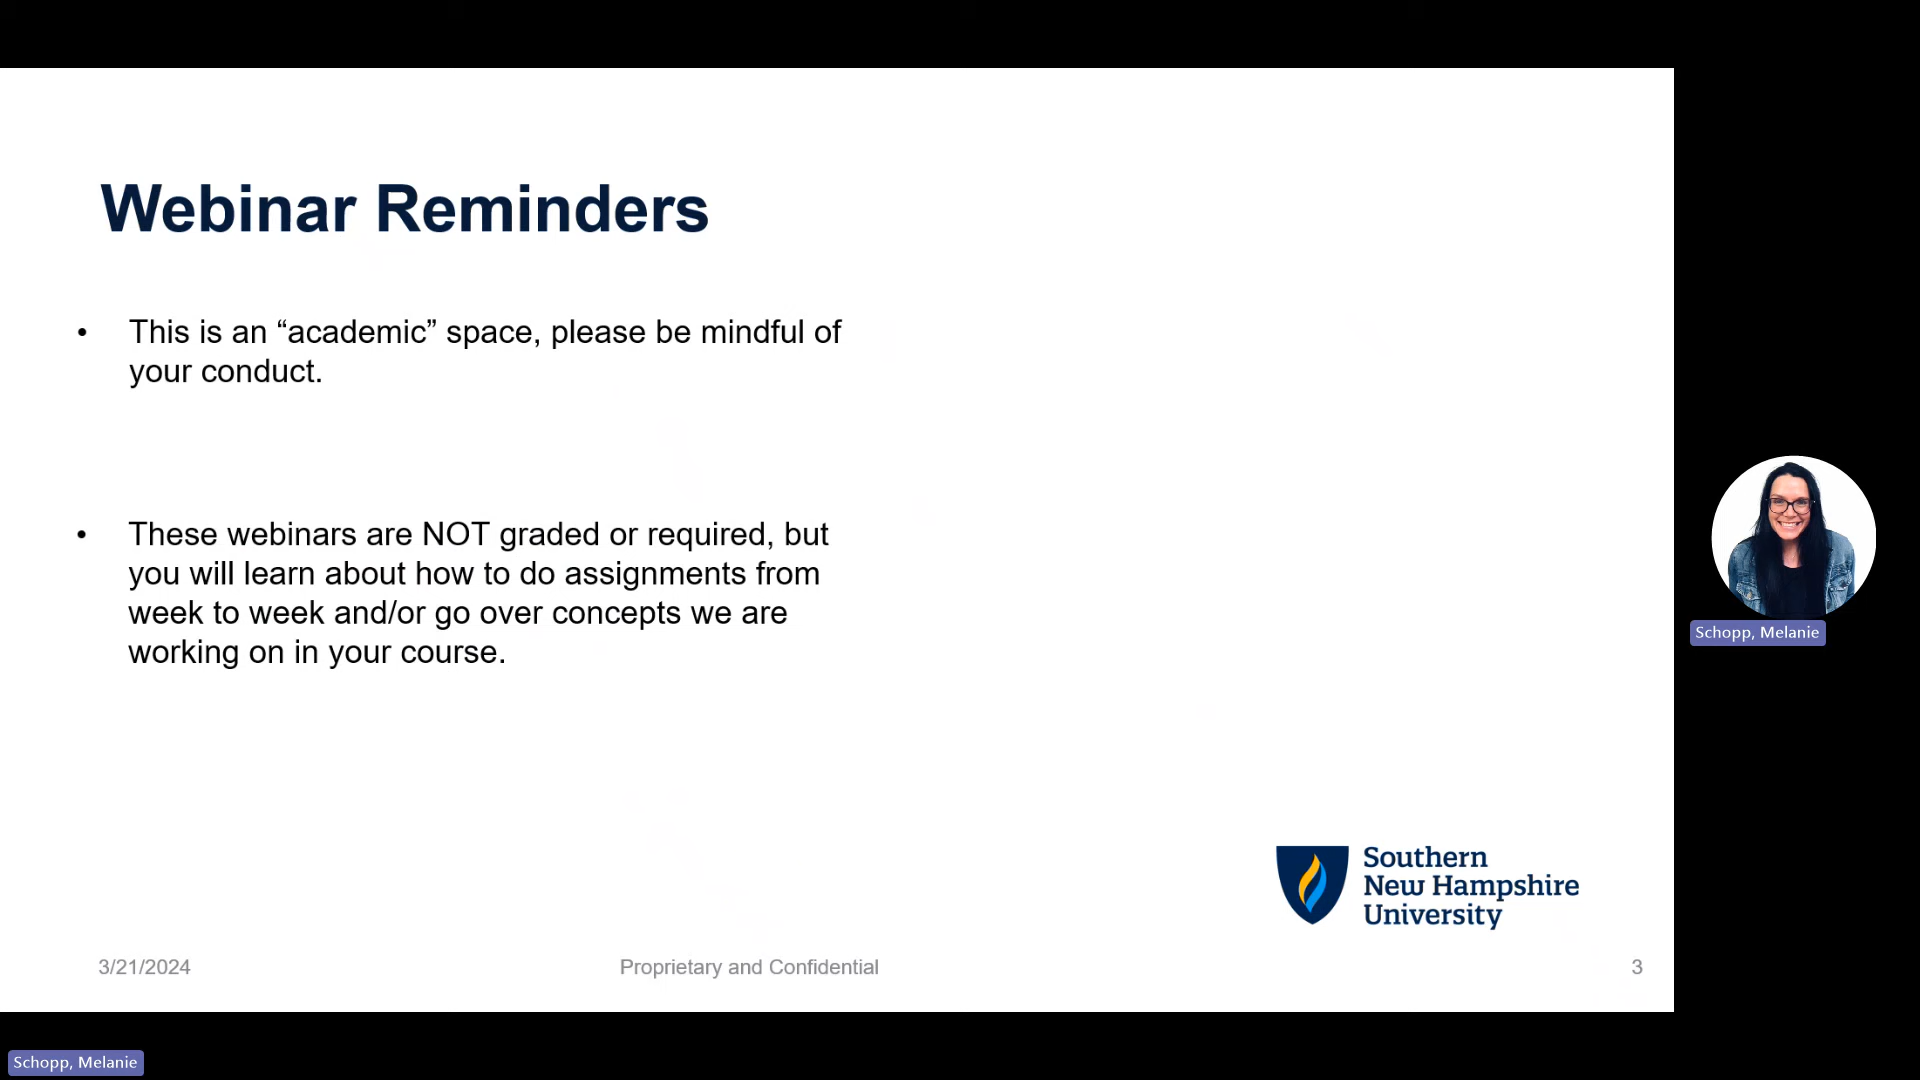 Webinar Reminders
• This is an “academic” space, please be mindful of
your conduct.
• These webinars are NOT graded or required, but
you will learn about how to do assignments from
week to week and/or go over concepts we are
working on in your course.
Southern
New Hampshire
University
3/21/2024
Proprietary and Confidential
3
Schopp, Melanie
Schopp, Melanie